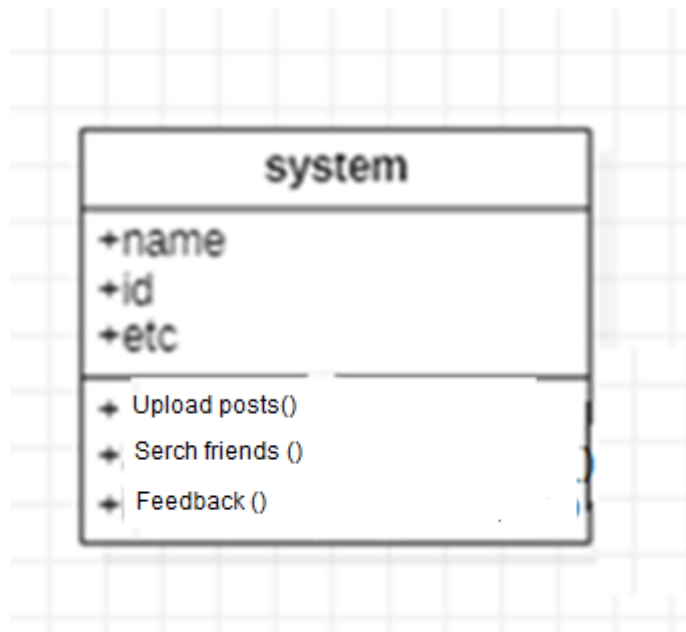 system
+name
+id
+etc
+ Upload posts()
+ Serch friends ()
+ Feedback ()